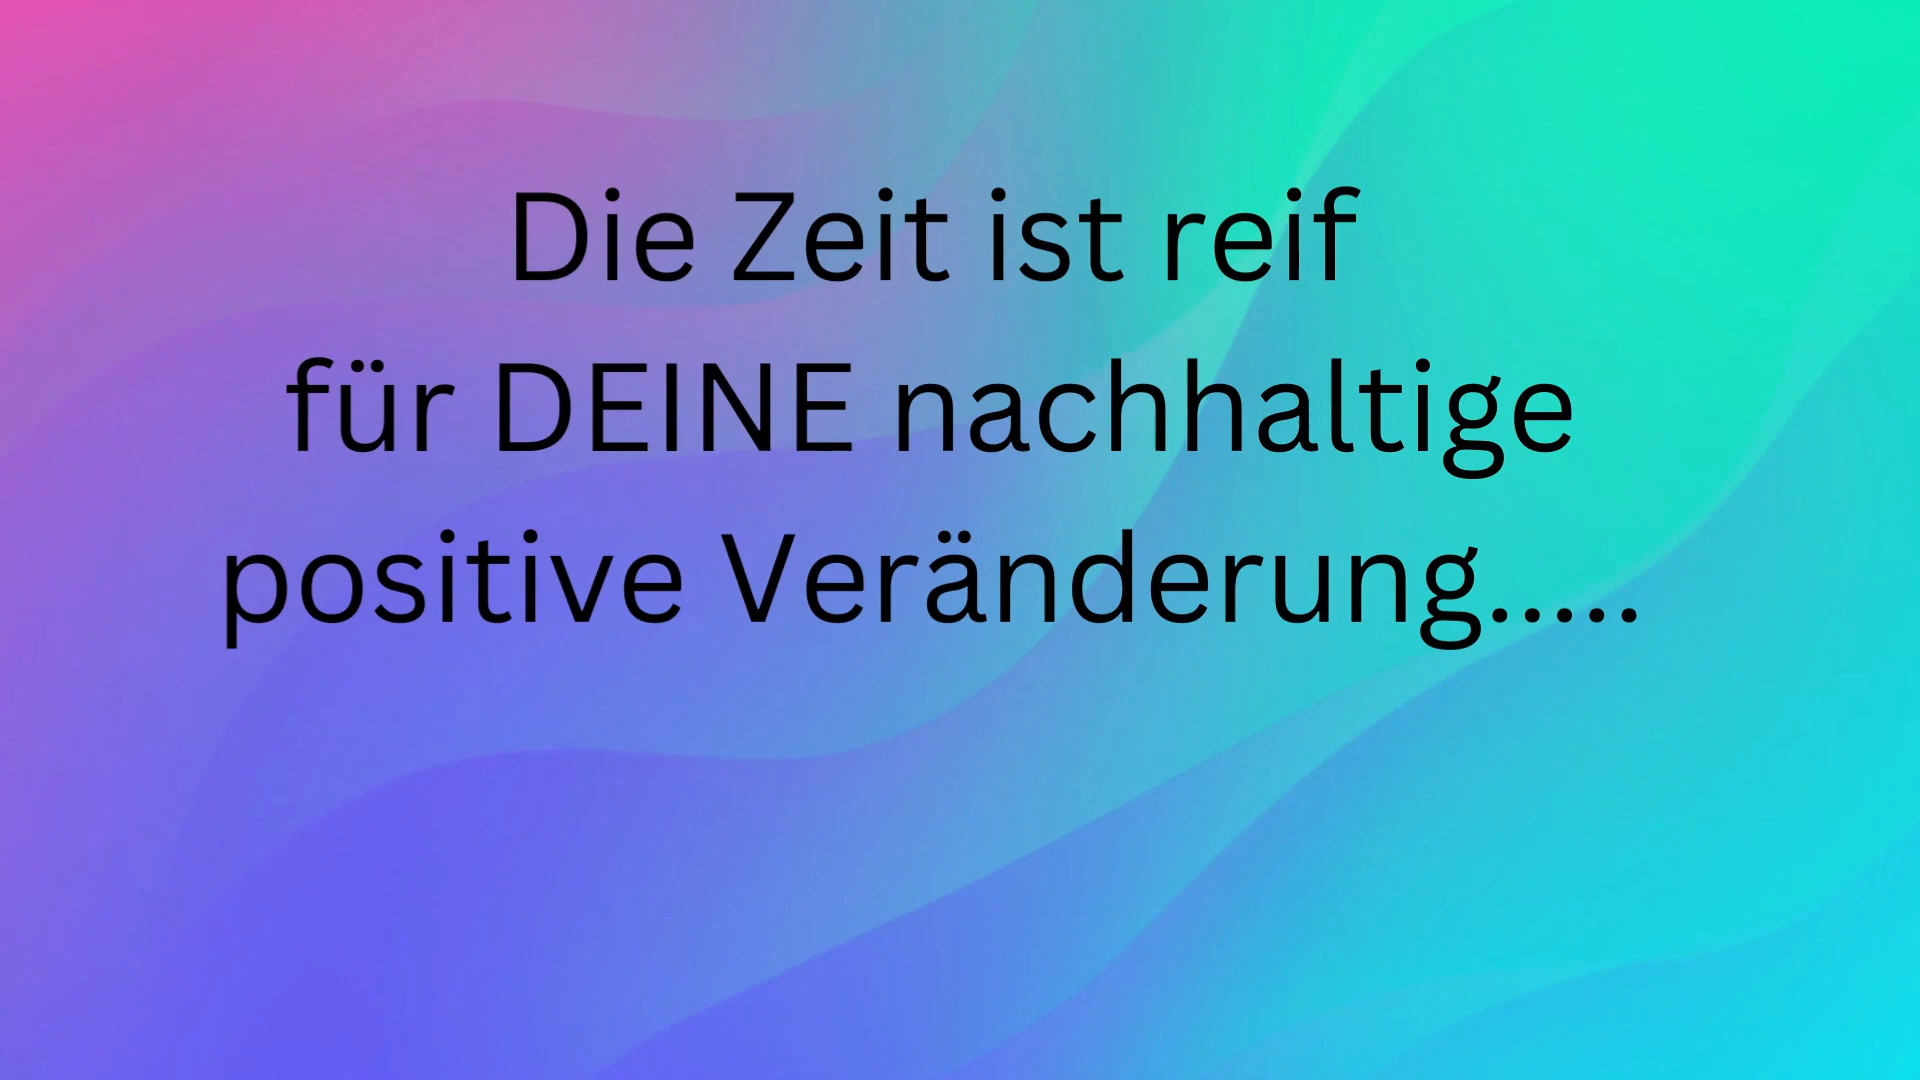 Die Zeit ist reif
für DEINE nachhaltige
positive Veränderung.....